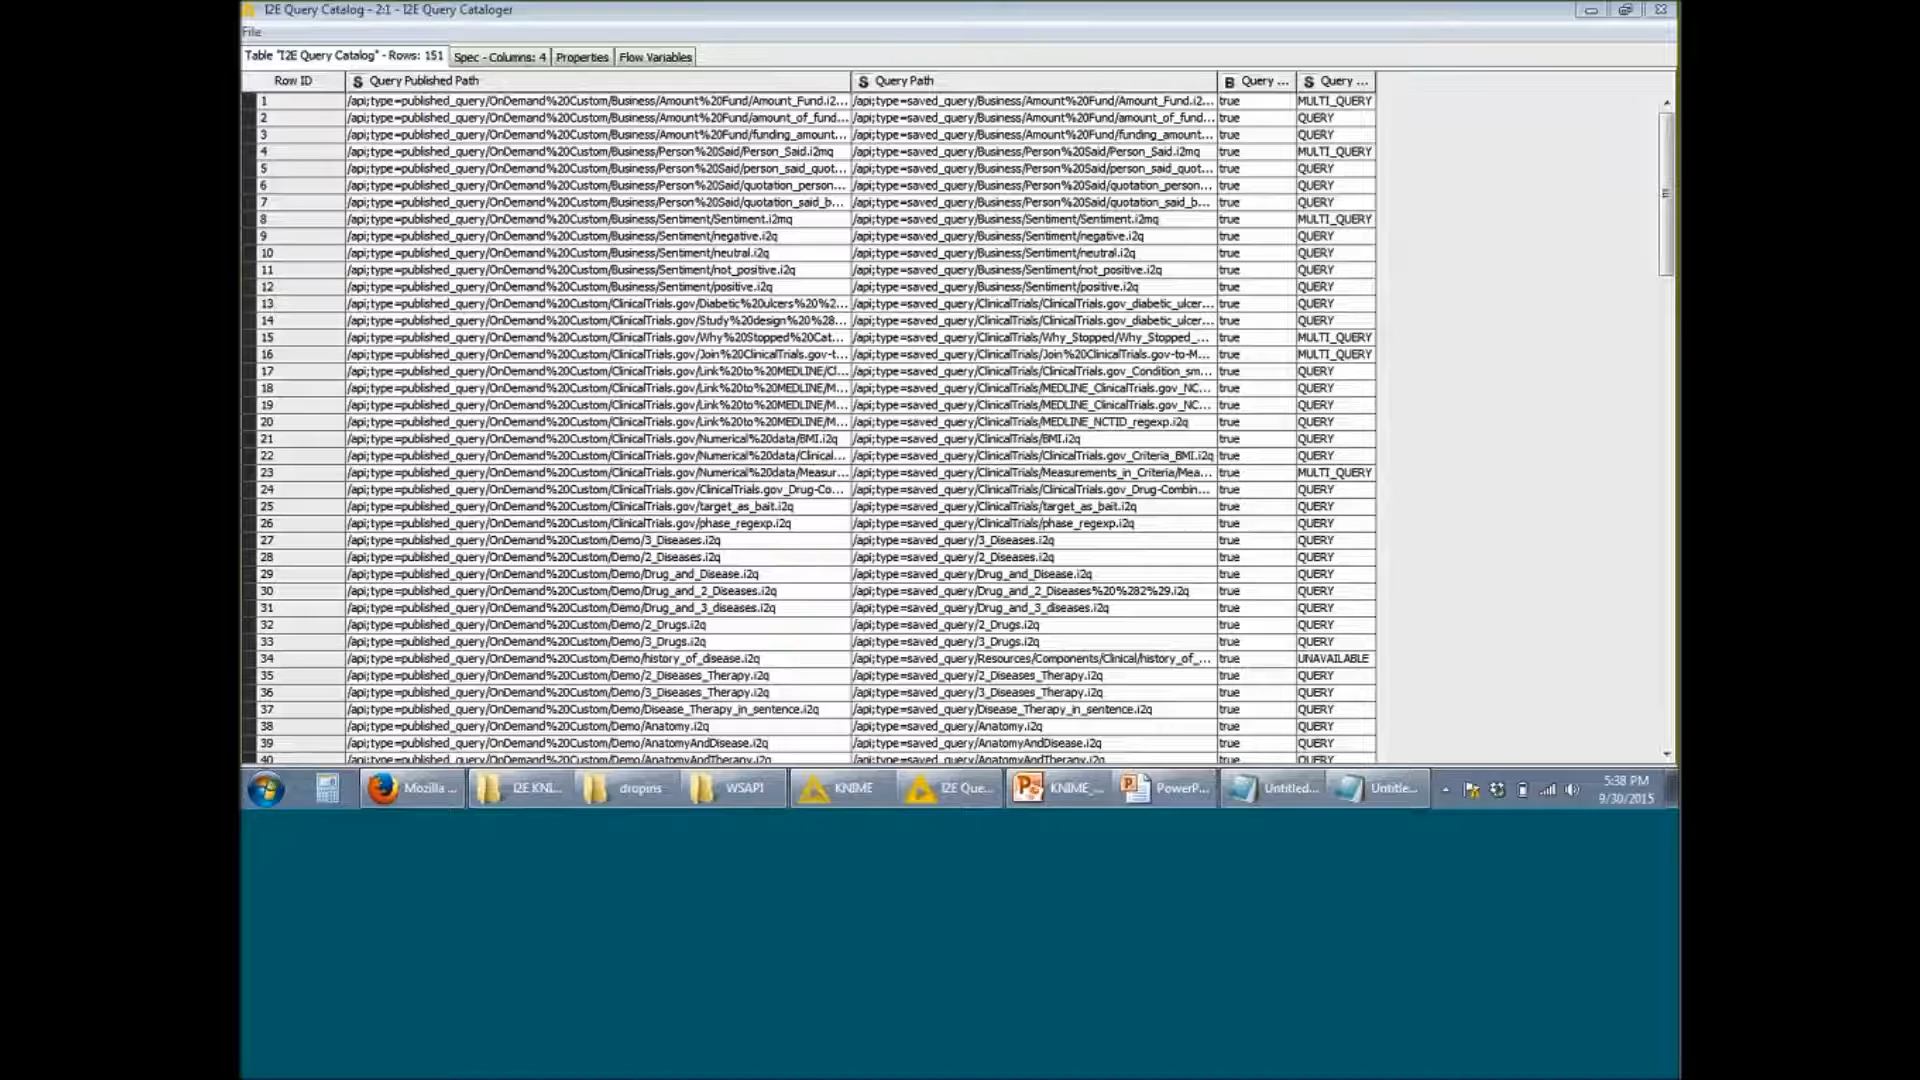 I2E Query Catalog - 2:1 - I2E Query Cataloger
File
Table "I2E Query Catalog" - Rows: 151 Spec - Columns: 4 Properties Flow Variables
Row ID S Query Published Path S Query Path B Query ... S Query ...
1 /api;type=published_query/OnDemand%20Custom/Business/Amount%20Fund/Amount_Fund.i2... /api;type=saved_query/Business/Amount%20Fund/Amount_Fund.i2... true MULTI_QUERY
2 /api;type=published_query/OnDemand%20Custom/Business/Amount%20Fund/amount_of_fund... /api;type=saved_query/Business/Amount%20Fund/amount_of_fund... true QUERY
3 /api;type=published_query/OnDemand%20Custom/Business/Amount%20Fund/funding_amount... /api;type=saved_query/Business/Amount%20Fund/funding_amount... true QUERY
4 /api;type=published_query/OnDemand%20Custom/Business/Person%20Said/Person_Said.i2mq /api;type=saved_query/Business/Person%20Said/Person_Said.i2mq true MULTI_QUERY
5 /api;type=published_query/OnDemand%20Custom/Business/Person%20Said/person_said_quot... /api;type=saved_query/Business/Person%20Said/person_said_quot... true QUERY
6 /api;type=published_query/OnDemand%20Custom/Business/Person%20Said/quotation_person... /api;type=saved_query/Business/Person%20Said/quotation_person... true QUERY
7 /api;type=published_query/OnDemand%20Custom/Business/Person%20Said/quotation_said_b... /api;type=saved_query/Business/Person%20Said/quotation_said_b... true QUERY
8 /api;type=published_query/OnDemand%20Custom/Business/Sentiment/Sentiment.i2mq /api;type=saved_query/Business/Sentiment/Sentiment.i2mq true MULTI_QUERY
9 /api;type=published_query/OnDemand%20Custom/Business/Sentiment/negative.i2q /api;type=saved_query/Business/Sentiment/negative.i2q true QUERY
10 /api;type=published_query/OnDemand%20Custom/Business/Sentiment/neutral.i2q /api;type=saved_query/Business/Sentiment/neutral.i2q true QUERY
11 /api;type=published_query/OnDemand%20Custom/Business/Sentiment/not_positive.i2q /api;type=saved_query/Business/Sentiment/not_positive.i2q true QUERY
12 /api;type=published_query/OnDemand%20Custom/Business/Sentiment/positive.i2q /api;type=saved_query/Business/Sentiment/positive.i2q true QUERY
13 /api;type=published_query/OnDemand%20Custom/ClinicalTrials.gov/Diabetic%20ulcers%20%2... /api;type=saved_query/ClinicalTrials/ClinicalTrials.gov_diabetic_ulcer... true QUERY
14 /api;type=published_query/OnDemand%20Custom/ClinicalTrials.gov/Study%20design%20%28... /api;type=saved_query/ClinicalTrials/ClinicalTrials.gov_diabetic_ulcer... true QUERY
15 /api;type=published_query/OnDemand%20Custom/ClinicalTrials.gov/Why%20Stopped%20Cat... /api;type=saved_query/ClinicalTrials/Why_Stopped/Why_Stopped_... true MULTI_QUERY
16 /api;type=published_query/OnDemand%20Custom/ClinicalTrials.gov/Join%20ClinicalTrials.gov-t... /api;type=saved_query/ClinicalTrials/Join%20ClinicalTrials.gov-to-M... true MULTI_QUERY
17 /api;type=published_query/OnDemand%20Custom/ClinicalTrials.gov/Link%20to%20MEDLINE/Cl... /api;type=saved_query/ClinicalTrials/ClinicalTrials.gov_Condition_sm... true QUERY
18 /api;type=published_query/OnDemand%20Custom/ClinicalTrials.gov/Link%20to%20MEDLINE/M... /api;type=saved_query/ClinicalTrials/MEDLINE_ClinicalTrials.gov_NC... true QUERY
19 /api;type=published_query/OnDemand%20Custom/ClinicalTrials.gov/Link%20to%20MEDLINE/M... /api;type=saved_query/ClinicalTrials/MEDLINE_ClinicalTrials.gov_NC... true QUERY
20 /api;type=published_query/OnDemand%20Custom/ClinicalTrials.gov/Link%20to%20MEDLINE/M... /api;type=saved_query/ClinicalTrials/MEDLINE_NCTID_regexp.i2q true QUERY
21 /api;type=published_query/OnDemand%20Custom/ClinicalTrials.gov/Numerical%20data/BMI.i2q /api;type=saved_query/ClinicalTrials/BMI.i2q true QUERY
22 /api;type=published_query/OnDemand%20Custom/ClinicalTrials.gov/Numerical%20data/Clinical... /api;type=saved_query/ClinicalTrials/ClinicalTrials.gov_Criteria_BMI.i2q true QUERY
23 /api;type=published_query/OnDemand%20Custom/ClinicalTrials.gov/Numerical%20data/Measur... /api;type=saved_query/ClinicalTrials/Measurements_in_Criteria/Mea... true MULTI_QUERY
24 /api;type=published_query/OnDemand%20Custom/ClinicalTrials.gov/ClinicalTrials.gov_Drug-Co... /api;type=saved_query/ClinicalTrials/ClinicalTrials.gov_Drug-Combin... true QUERY
25 /api;type=published_query/OnDemand%20Custom/ClinicalTrials.gov/target_as_bait.i2q /api;type=saved_query/ClinicalTrials/target_as_bait.i2q true QUERY
26 /api;type=published_query/OnDemand%20Custom/ClinicalTrials.gov/phase_regexp.i2q /api;type=saved_query/ClinicalTrials/phase_regexp.i2q true QUERY
27 /api;type=published_query/OnDemand%20Custom/Demo/3_Diseases.i2q /api;type=saved_query/3_Diseases.i2q true QUERY
28 /api;type=published_query/OnDemand%20Custom/Demo/2_Diseases.i2q /api;type=saved_query/2_Diseases.i2q true QUERY
29 /api;type=published_query/OnDemand%20Custom/Demo/Drug_and_Disease.i2q /api;type=saved_query/Drug_and_Disease.i2q true QUERY
30 /api;type=published_query/OnDemand%20Custom/Demo/Drug_and_2_Diseases.i2q /api;type=saved_query/Drug_and_2_Diseases%20%282%29.i2q true QUERY
31 /api;type=published_query/OnDemand%20Custom/Demo/Drug_and_3_diseases.i2q /api;type=saved_query/Drug_and_3_diseases.i2q true QUERY
32 /api;type=published_query/OnDemand%20Custom/Demo/2_Drugs.i2q /api;type=saved_query/2_Drugs.i2q true QUERY
33 /api;type=published_query/OnDemand%20Custom/Demo/3_Drugs.i2q /api;type=saved_query/3_Drugs.i2q true QUERY
34 /api;type=published_query/OnDemand%20Custom/Demo/history_of_disease.i2q /api;type=saved_query/Resources/Components/Clinical/history_of_... true UNAVAILABLE
35 /api;type=published_query/OnDemand%20Custom/Demo/2_Diseases_Therapy.i2q /api;type=saved_query/2_Diseases_Therapy.i2q true QUERY
36 /api;type=published_query/OnDemand%20Custom/Demo/3_Diseases_Therapy.i2q /api;type=saved_query/3_Diseases_Therapy.i2q true QUERY
37 /api;type=published_query/OnDemand%20Custom/Demo/Disease_Therapy_in_sentence.i2q /api;type=saved_query/Disease_Therapy_in_sentence.i2q true QUERY
38 /api;type=published_query/OnDemand%20Custom/Demo/Anatomy.i2q /api;type=saved_query/Anatomy.i2q true QUERY
39 /api;type=published_query/OnDemand%20Custom/Demo/AnatomyAndDisease.i2q /api;type=saved_query/AnatomyAndDisease.i2q true QUERY
40 /api;type=published_query/OnDemand%20Custom/Demo/AnatomyAndTherapy.i2q /api;type=saved_query/AnatomyAndTherapy.i2q true QUERY
Mozilla ... I2E KNI... dropins WSAPI KNIME I2E Que... KNIME_... PowerP... Untitled... Untitle... 5:38 PM
9/30/2015